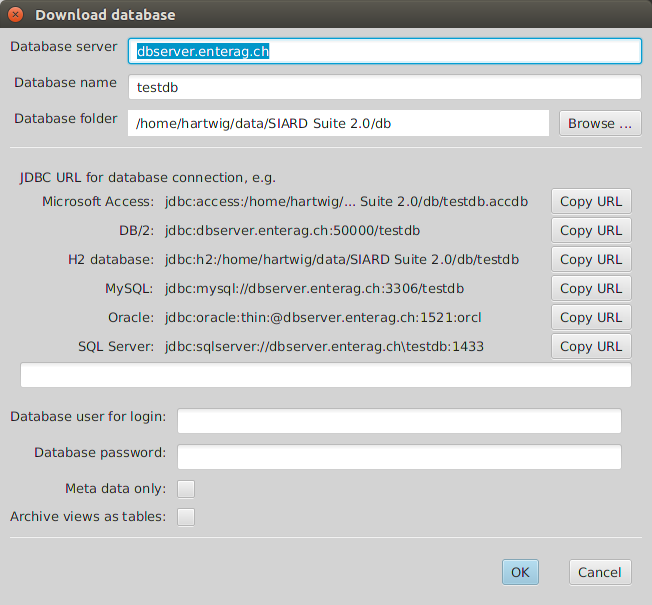 Download database
Database server dbserver.enterag.ch
Database name testdb
Database folder /home/hartwig/data/SIARD Suite 2.0/db Browse ...
JDBC URL for database connection, e.g.
Microsoft Access: jdbc:access:/home/hartwig/... Suite 2.0/db/testdb.accdb Copy URL
DB/2: jdbc:dbserver.enterag.ch:50000/testdb Copy URL
H2 database: jdbc:h2:/home/hartwig/data/SIARD Suite 2.0/db/testdb Copy URL
MySQL: jdbc:mysql://dbserver.enterag.ch:3306/testdb Copy URL
Oracle: jdbc:oracle:thin:@dbserver.enterag.ch:1521:orcl Copy URL
SQL Server: jdbc:sqlserver://dbserver.enterag.ch\testdb:1433 Copy URL
Database user for login:
Database password:
Meta data only:
Archive views as tables:
OK Cancel